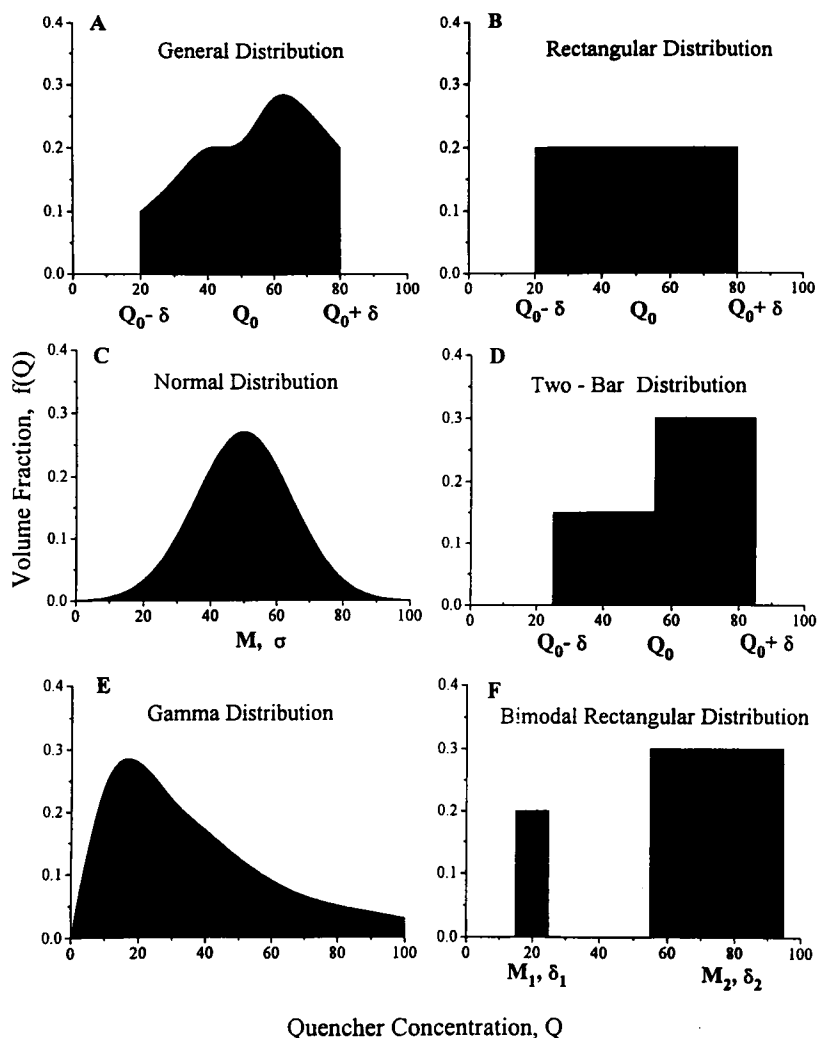 A
General Distribution
0.4
0.3
0.2
0.1
0.0
0 20 40 60 80 100
Q₀- δ Q₀ Q₀+ δ
B
Rectangular Distribution
0.4
0.3
0.2
0.1
0.0
0 20 40 60 80 100
Q₀- δ Q₀ Q₀+ δ
Volume Fraction, f(Q)
C
Normal Distribution
0.4
0.3
0.2
0.1
0.0
0 20 40 60 80 100
M, σ
D
Two - Bar Distribution
0.4
0.3
0.2
0.1
0.0
0 20 40 60 80 100
Q₀- δ Q₀ Q₀+ δ
E
Gamma Distribution
0.4
0.3
0.2
0.1
0.0
0 20 40 60 80 100
F
Bimodal Rectangular Distribution
0.4
0.3
0.2
0.1
0.0
0 20 40 60 80 100
M₁, δ₁ M₂, δ₂
Quencher Concentration, Q